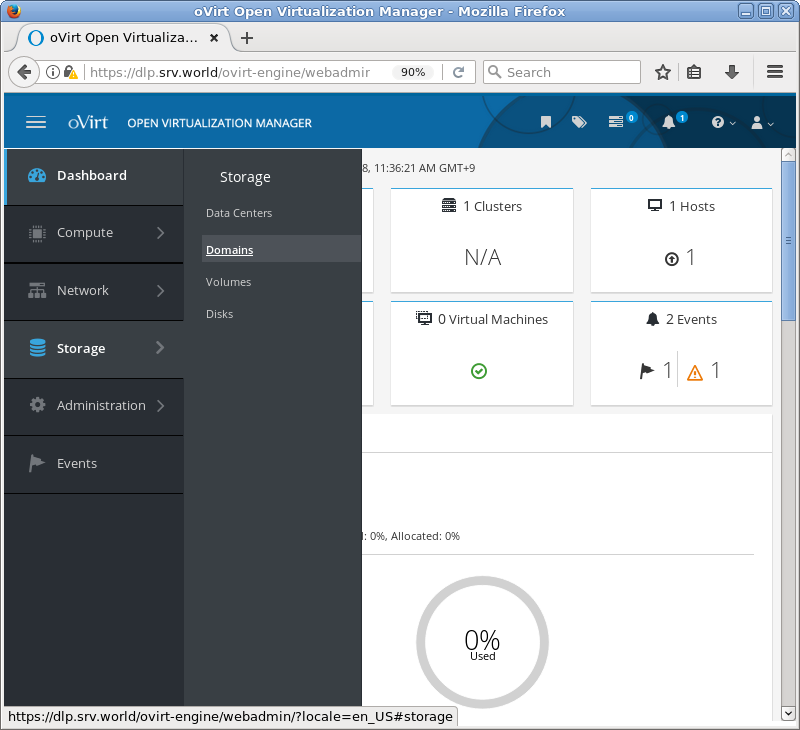 oVirt Open Virtualization Manager - Mozilla Firefox
oVirt Open Virtualiza...
https://dlp.srv.world/ovirt-engine/webadmir
90%
Search
oVirt OPEN VIRTUALIZATION MANAGER
0
1
Dashboard
Compute
Network
Storage
Administration
Events
Storage
Data Centers
Domains
Volumes
Disks
8, 11:36:21 AM GMT+9
1 Clusters
N/A
1 Hosts
1
0 Virtual Machines
2 Events
1 1
: 0%, Allocated: 0%
0%
Used
https://dlp.srv.world/ovirt-engine/webadmin/?locale=en_US#storage